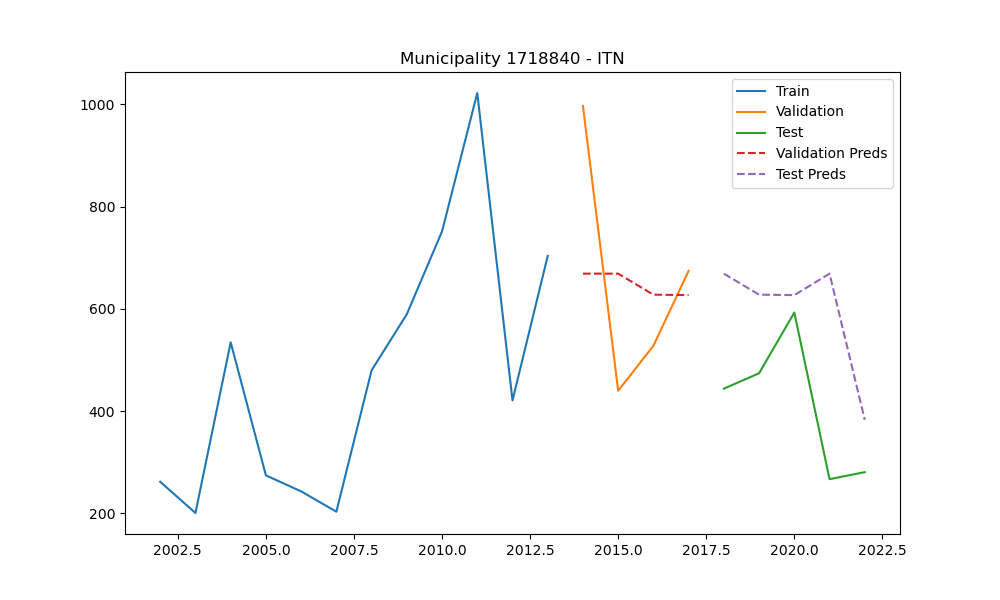 Municipality 1718840 - ITN
1000
800
600
400
200
2002.5 2005.0 2007.5 2010.0 2012.5 2015.0 2017.5 2020.0 2022.5
Train
Validation
Test
Validation Preds
Test Preds